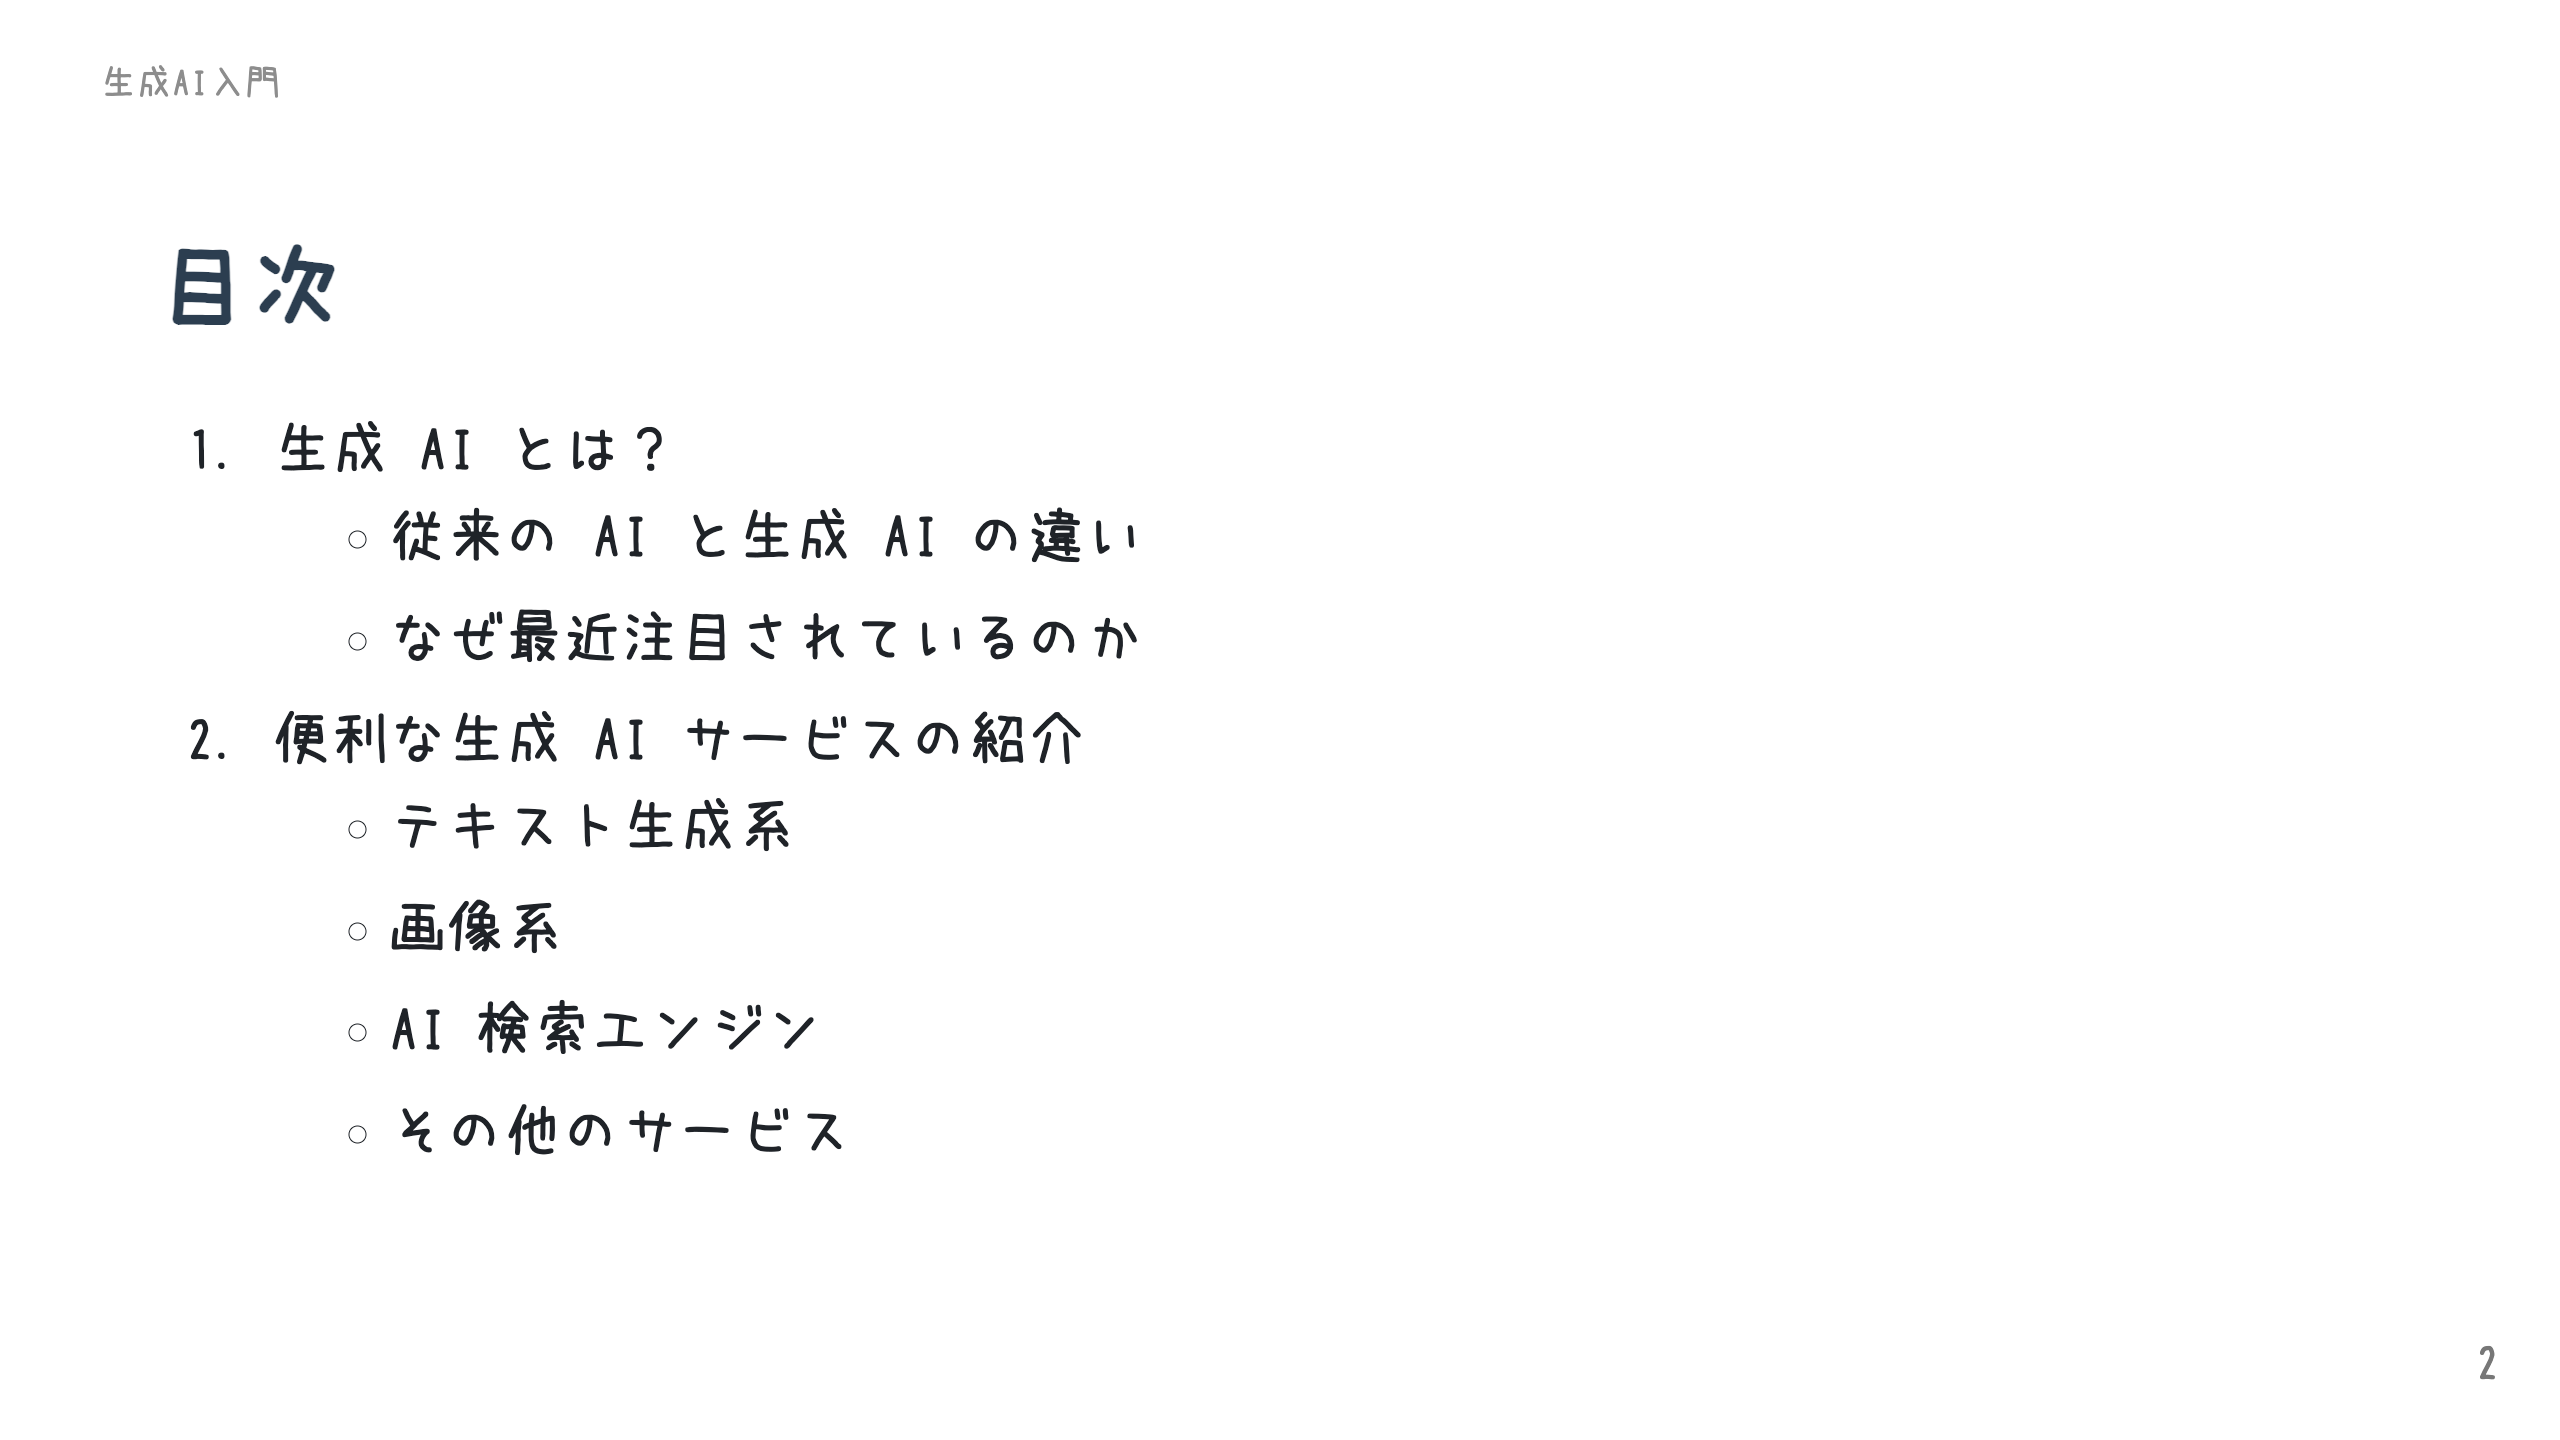 生成AI入門
目次
1. 生成 AI とは？
○ 従来の AI と生成 AI の違い
○ なぜ最近注目されているのか
2. 便利な生成 AI サービスの紹介
○ テキスト生成系
○ 画像系
○ AI 検索エンジン
○ その他のサービス
2